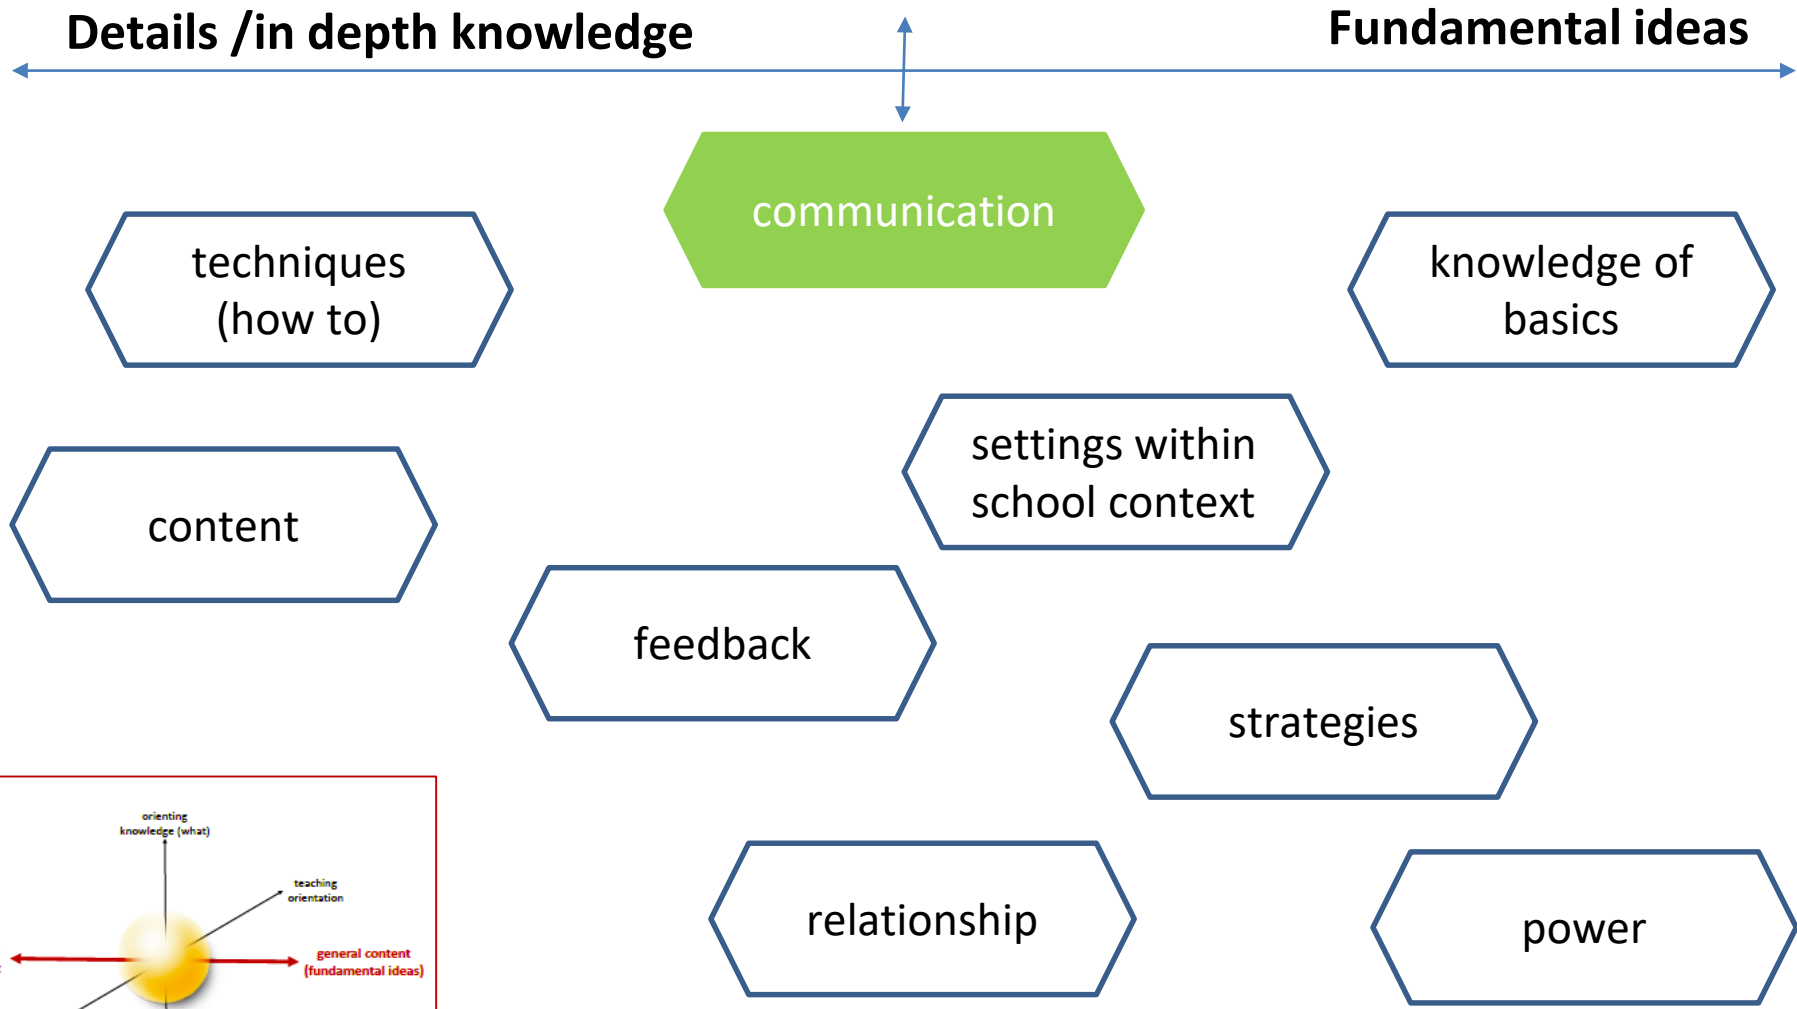 Details /in depth knowledge
Fundamental ideas
communication
techniques
(how to)
knowledge of
basics
settings within
school context
content
feedback
strategies
relationship
power
orienting
knowledge (what)
teaching
orientation
general content
(fundamental ideas)